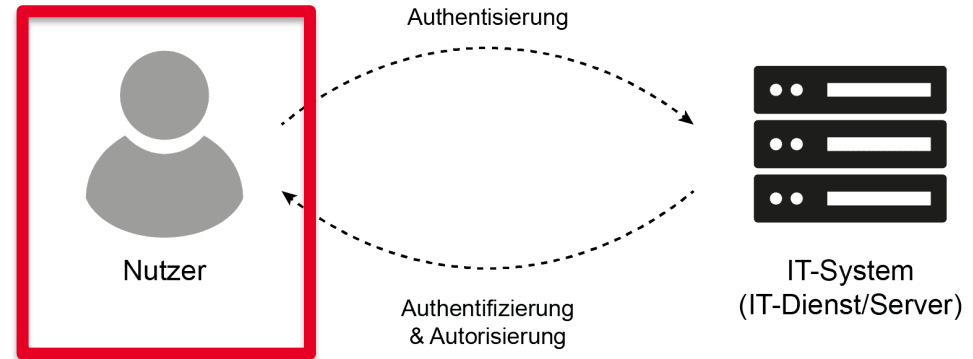 Authentisierung
Nutzer
IT-System
(IT-Dienst/Server)
Authentifizierung
& Autorisierung